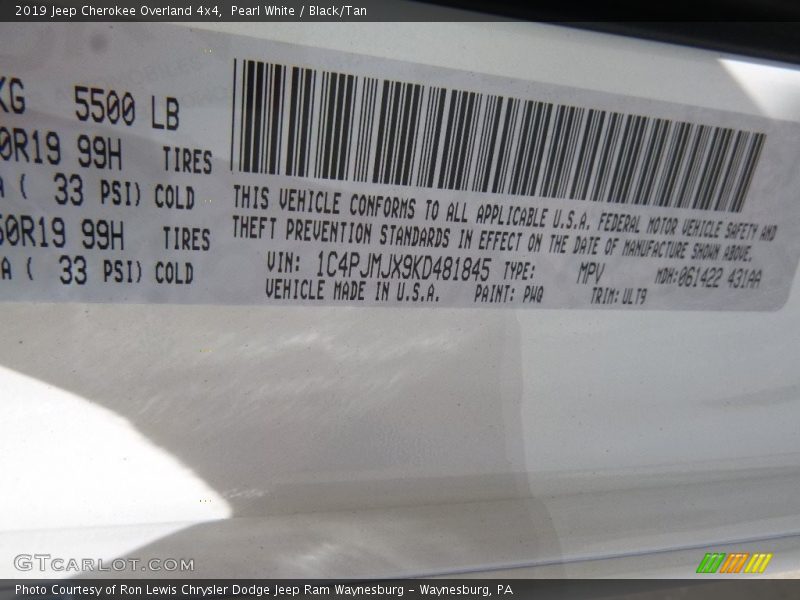 2019 Jeep Cherokee Overland 4x4, Pearl White / Black/Tan
KG 5500 LB
0R19 99H TIRES
A ( 33 PSI) COLD
50R19 99H TIRES
A ( 33 PSI) COLD
THIS VEHICLE CONFORMS TO ALL APPLICABLE U.S.A. FEDERAL MOTOR VEHICLE SAFETY AND
THEFT PREVENTION STANDARDS IN EFFECT ON THE DATE OF MANUFACTURE SHOWN ABOVE.
VIN: 1C4PJMJX9KD481845 TYPE: MPV MDH:061422 431AA
VEHICLE MADE IN U.S.A. PAINT: PWQ TRIM: ULT9
GTCARLOT.COM
Photo Courtesy of Ron Lewis Chrysler Dodge Jeep Ram Waynesburg - Waynesburg, PA